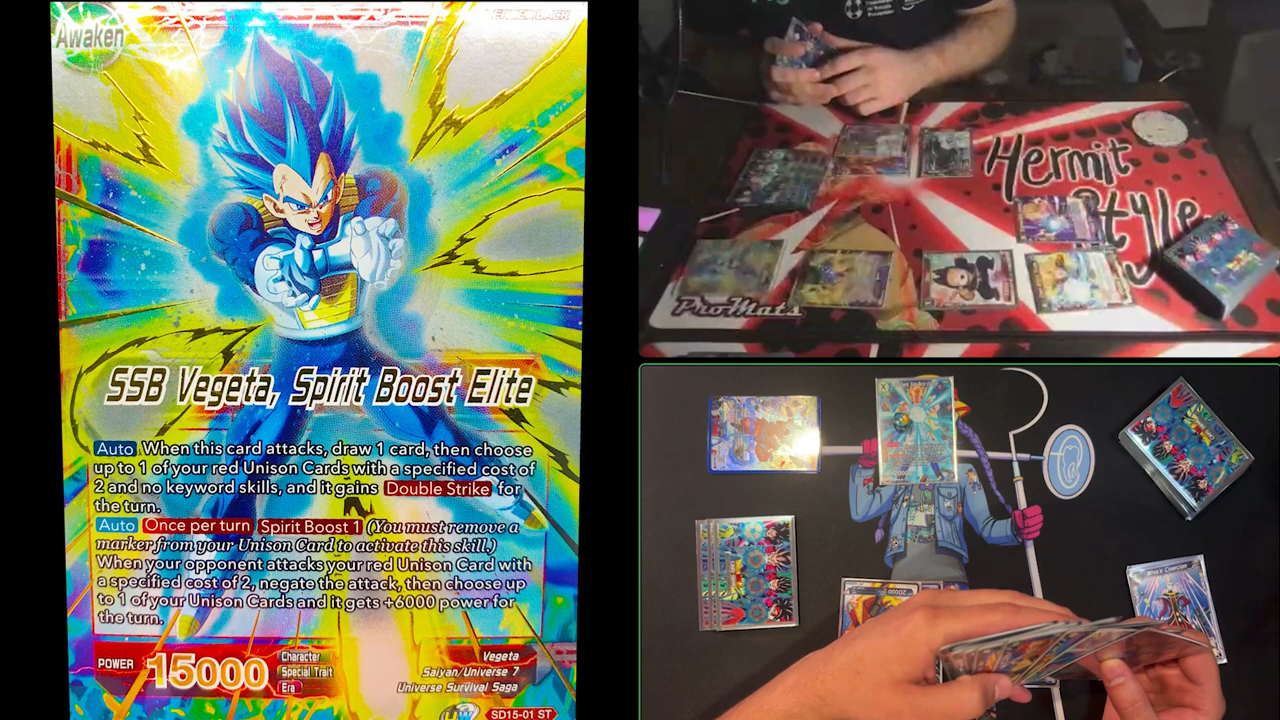 Awaken
SSB Vegeta, Spirit Boost Elite
Auto When this card attacks, draw 1 card, then choose
up to 1 of your red Unison Cards with a specified cost of
2 and no keyword skills, and it gains Double Strike for
the turn.
Auto Once per turn Spirit Boost 1 (You must remove a
marker from your Unison Card to activate this skill.)
When your opponent attacks your red Unison Card with
a specified cost of 2, negate the attack, then choose up
to 1 of your Unison Cards and it gets +6000 power for
the turn.
POWER 15000
Character Vegeta
Special Trait Saiyan/Universe 7
Era Universe Survival Saga
SD15-01 ST
Hermit
Style
ProMats
20000